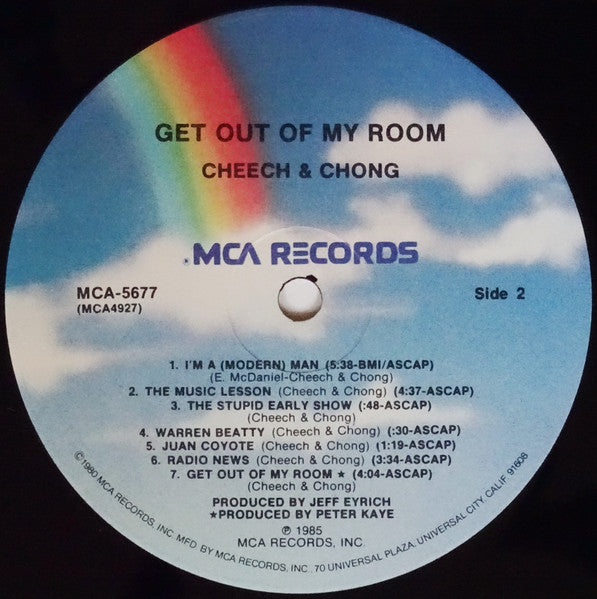 GET OUT OF MY ROOM
CHEECH & CHONG
®MCA RECORDS
MCA-5677
(MCA4927)
Side 2
1. I'M A (MODERN) MAN (5:38-BMI/ASCAP)
(E. McDaniel-Cheech & Chong)
2. THE MUSIC LESSON (Cheech & Chong) (4:37-ASCAP)
3. THE STUPID EARLY SHOW (:48-ASCAP)
(Cheech & Chong)
4. WARREN BEATTY (Cheech & Chong) (:30-ASCAP)
5. JUAN COYOTE (Cheech & Chong) (1:19-ASCAP)
6. RADIO NEWS (Cheech & Chong) (3:34-ASCAP)
7. GET OUT OF MY ROOM ★ (4:04-ASCAP)
(Cheech & Chong)
PRODUCED BY JEFF EYRICH
★PRODUCED BY PETER KAYE
℗ 1985
MCA RECORDS, INC.
©1980 MCA RECORDS, INC. MFD. BY MCA RECORDS, INC., 70 UNIVERSAL PLAZA, UNIVERSAL CITY, CALIF. 91608